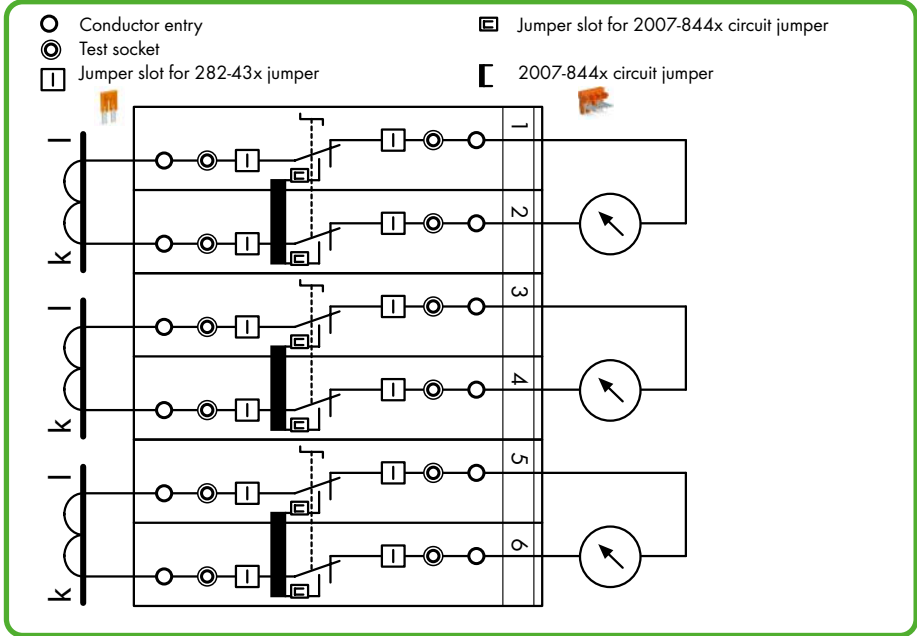 Conductor entry
Test socket
Jumper slot for 282-43x jumper
Jumper slot for 2007-844x circuit jumper
2007-844x circuit jumper
l
k
1
2
l
k
3
4
l
k
5
6